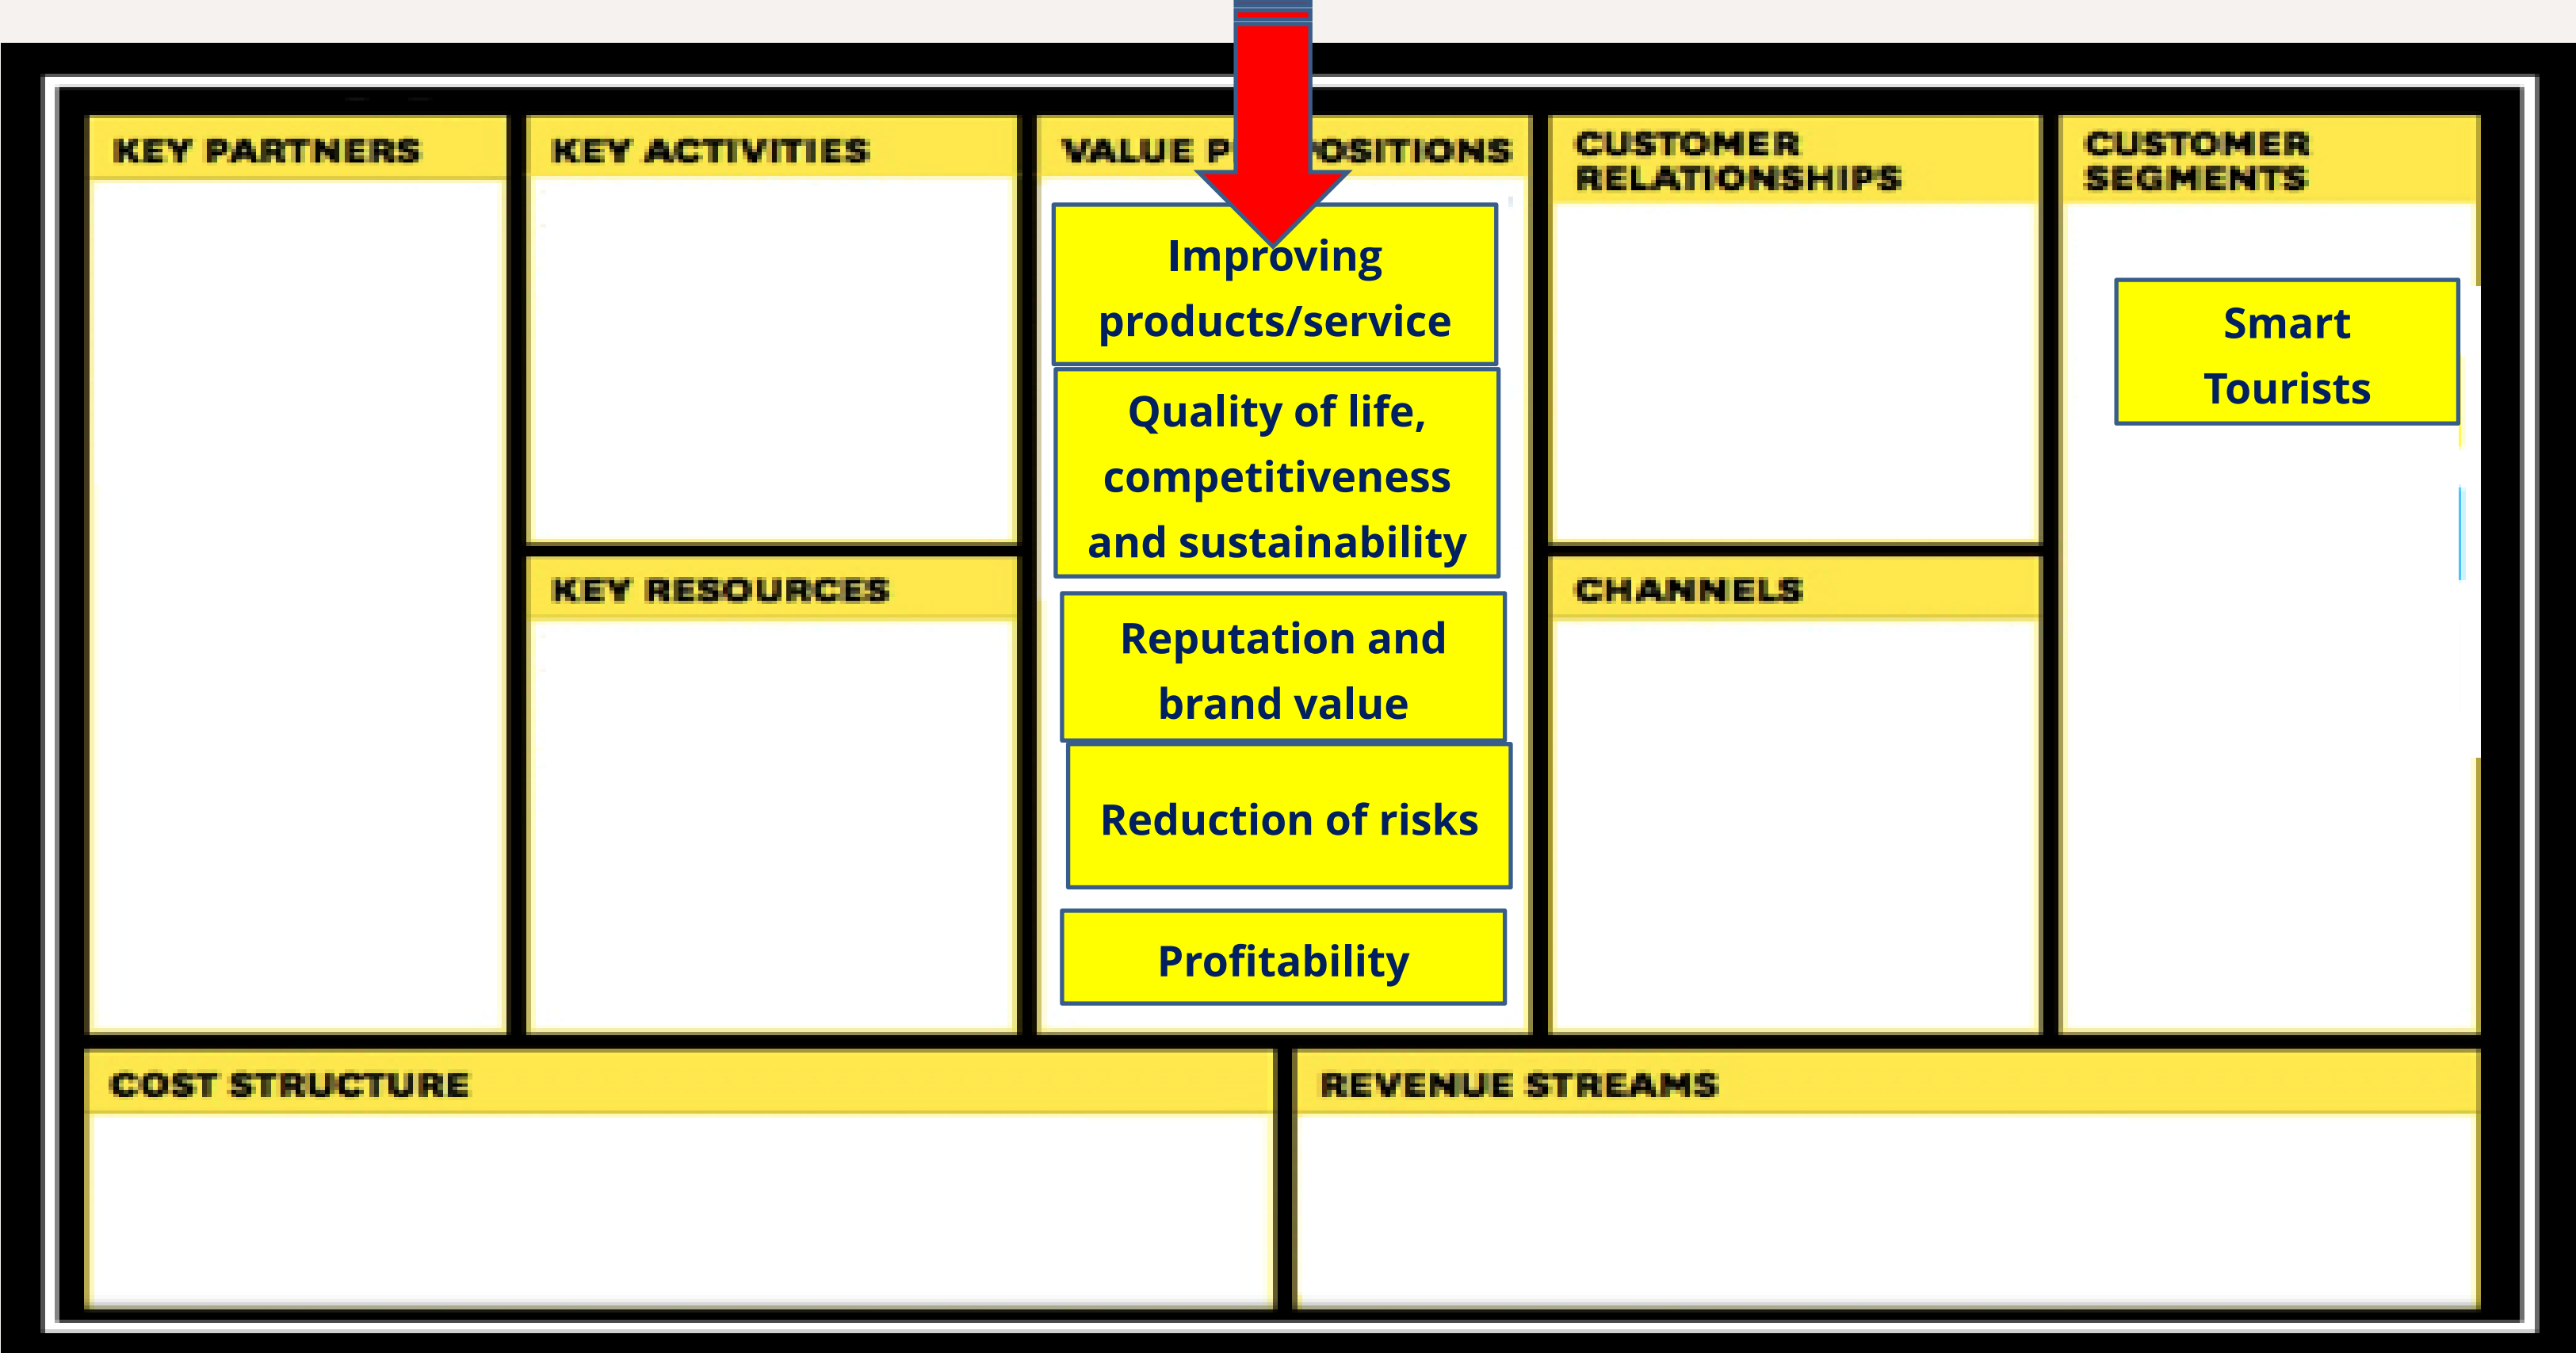 KEY PARTNERS
KEY ACTIVITIES
VALUE P OSITIONS
Improving
products/service
Quality of life,
competitiveness
and sustainability
Reputation and
brand value
Reduction of risks
Profitability
KEY RESOURCES
CUSTOMER
RELATIONSHIPS
CHANNELS
CUSTOMER
SEGMENTS
Smart
Tourists
COST STRUCTURE
REVENUE STREAMS